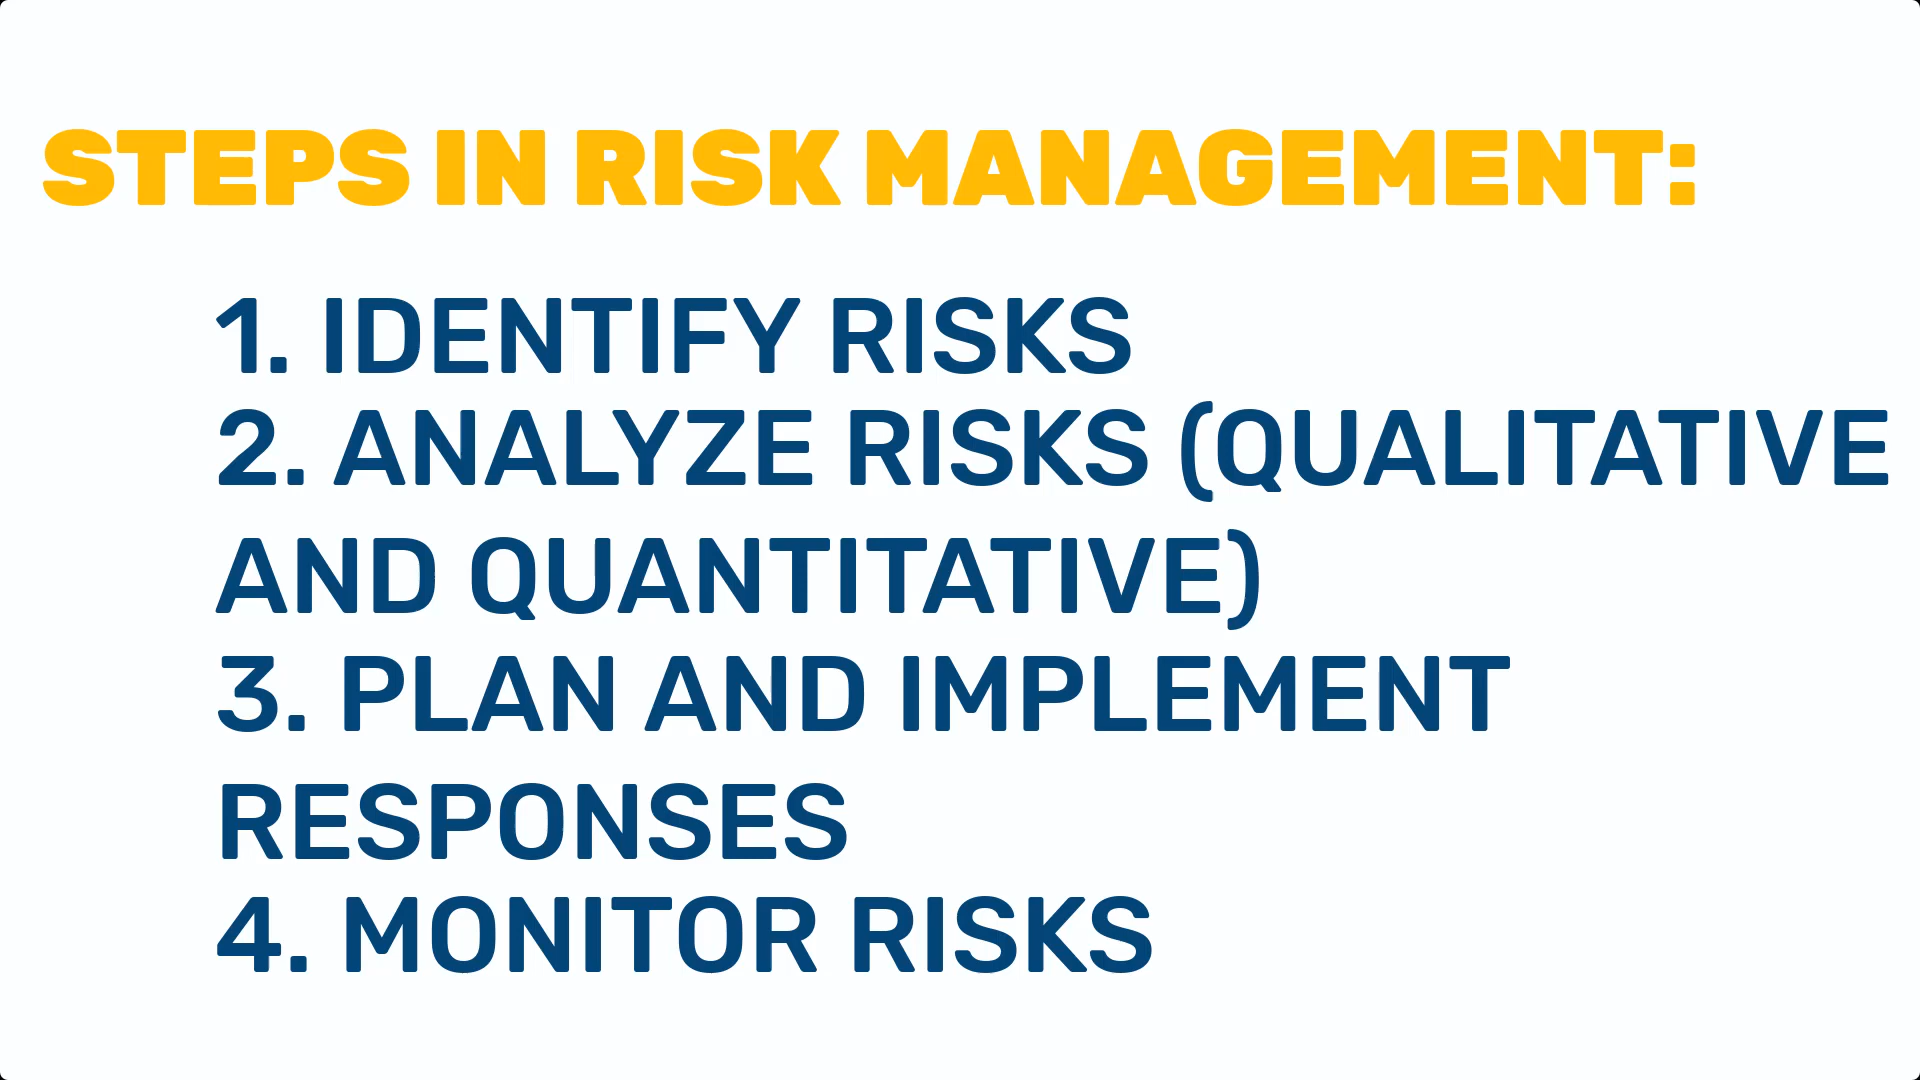 STEPS IN RISK MANAGEMENT:
1. IDENTIFY RISKS
2. ANALYZE RISKS (QUALITATIVE
AND QUANTITATIVE)
3. PLAN AND IMPLEMENT
RESPONSES
4. MONITOR RISKS